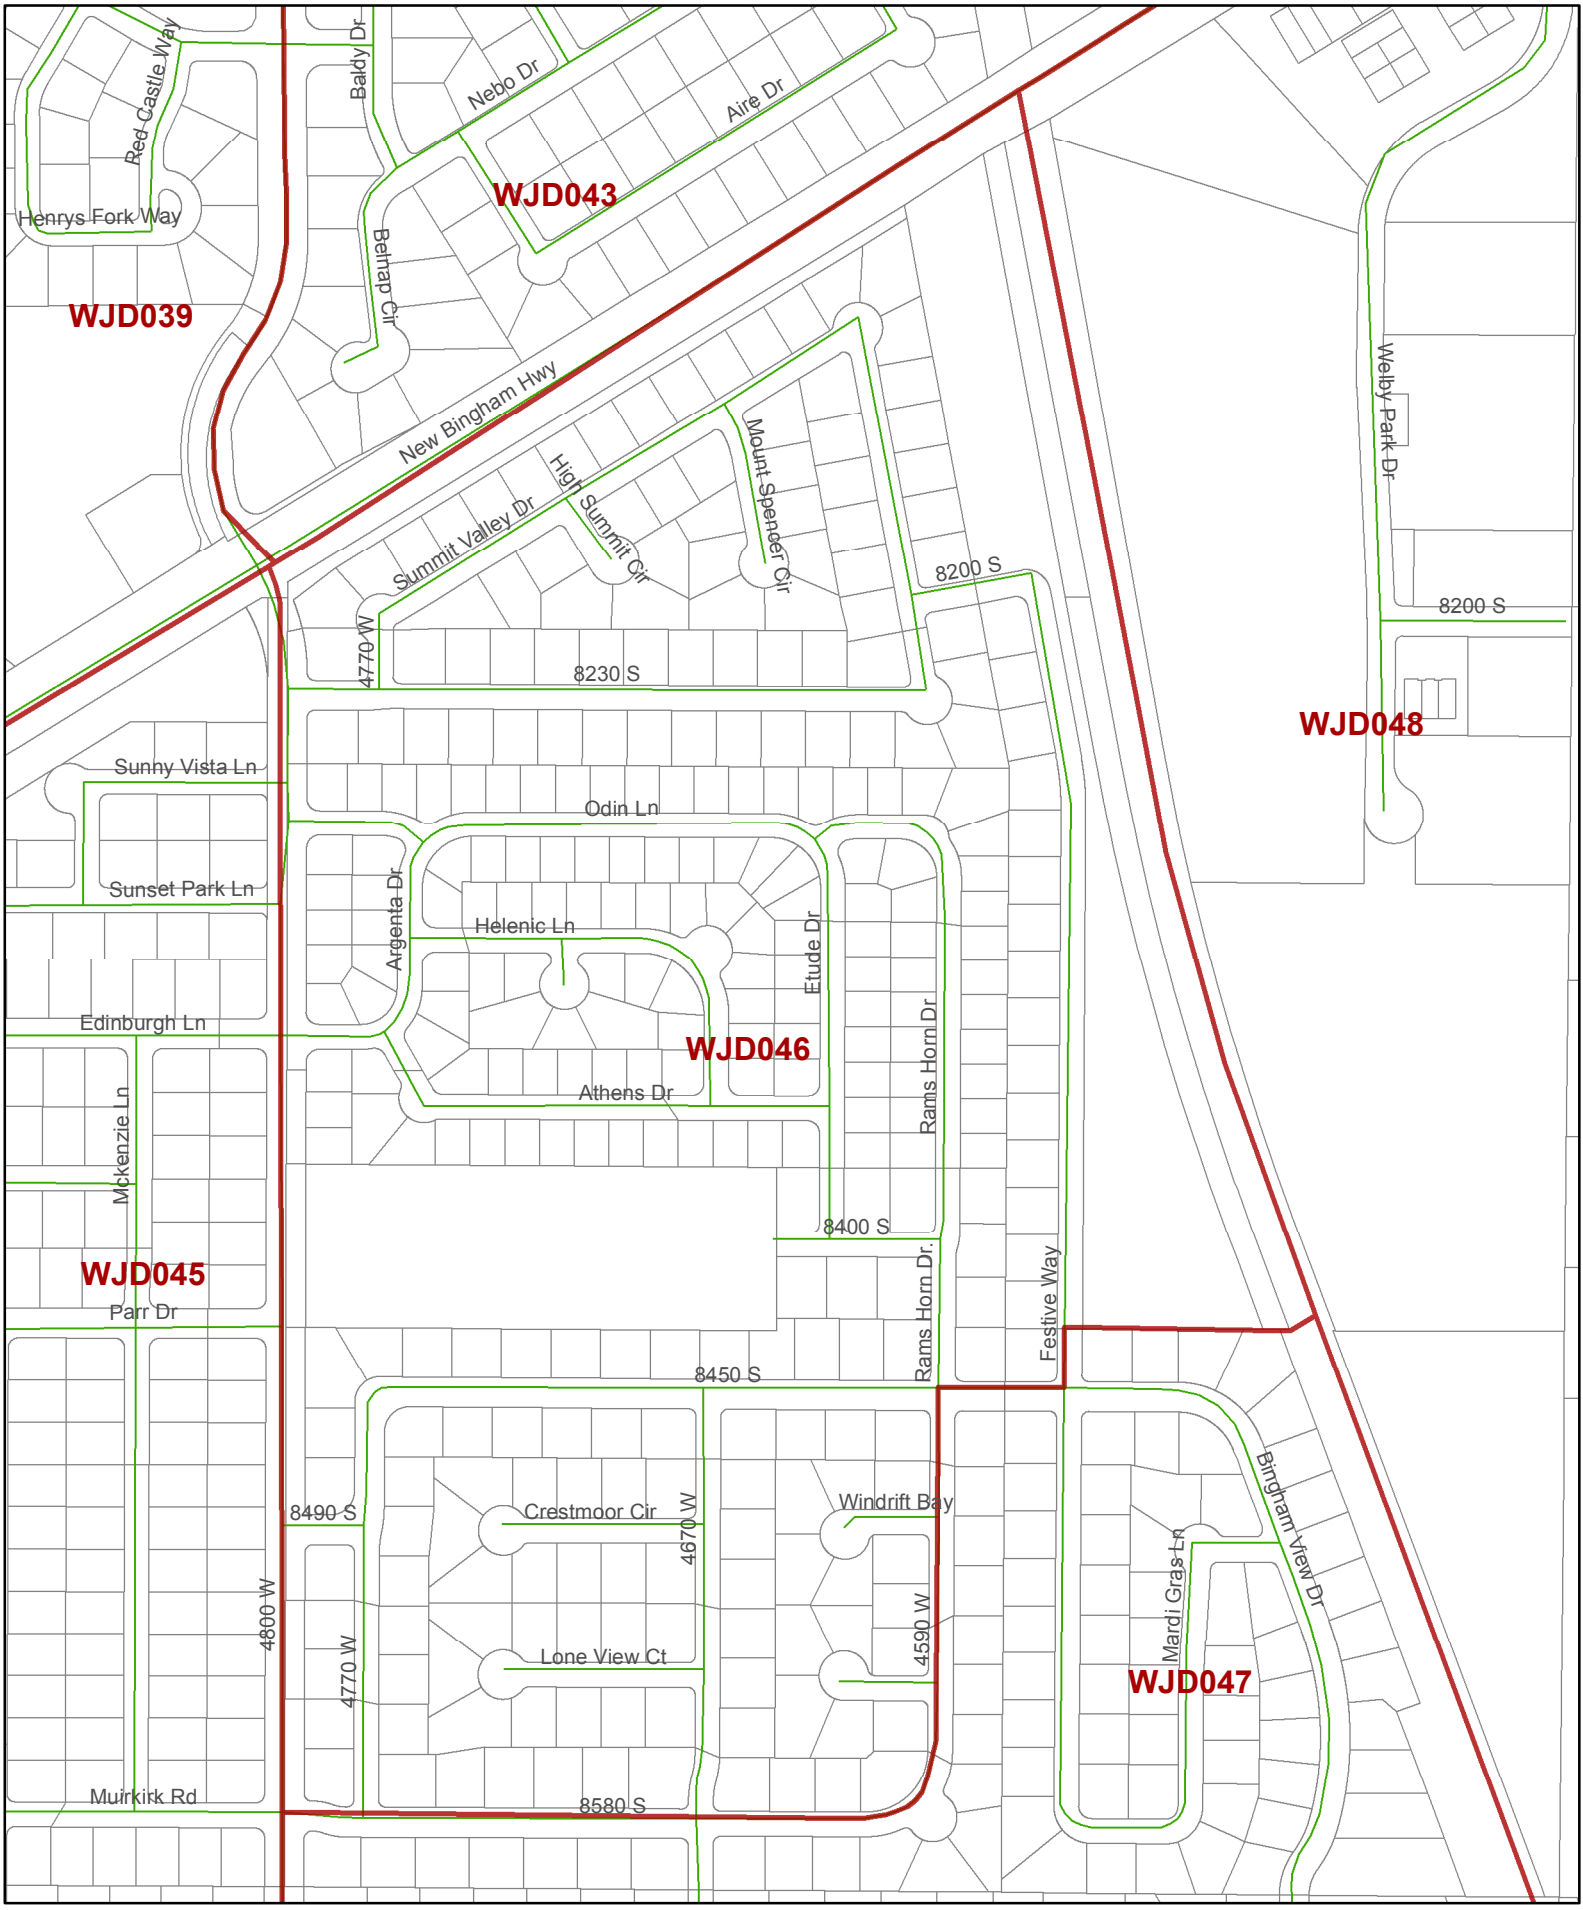 Red Castle Way
Baldy Dr
Nebo Dr
Aire Dr
WJD043
Henrys Fork Way
Belnap Cir
WJD039
New Bingham Hwy
Welby Park Dr
Mount Spencer Cir
High Summit Cir
Summit Valley Dr
8200 S
8200 S
4770 W
8230 S
WJD048
Sunny Vista Ln
Odin Ln
Sunset Park Ln
Argenta Dr
Helenic Ln
Etude Dr
Edinburgh Ln
Rams Horn Dr
WJD046
Athens Dr
Mckenzie Ln
8400 S
WJD045
Parr Dr
Rams Horn Dr.
Festive Way
8450 S
Bingham View Dr
8490 S
Crestmoor Cir
4670 W
Windrift Bay
Mardi Gras Ln
4800 W
4770 W
Lone View Ct
4590 W
WJD047
Muirkirk Rd
8580 S